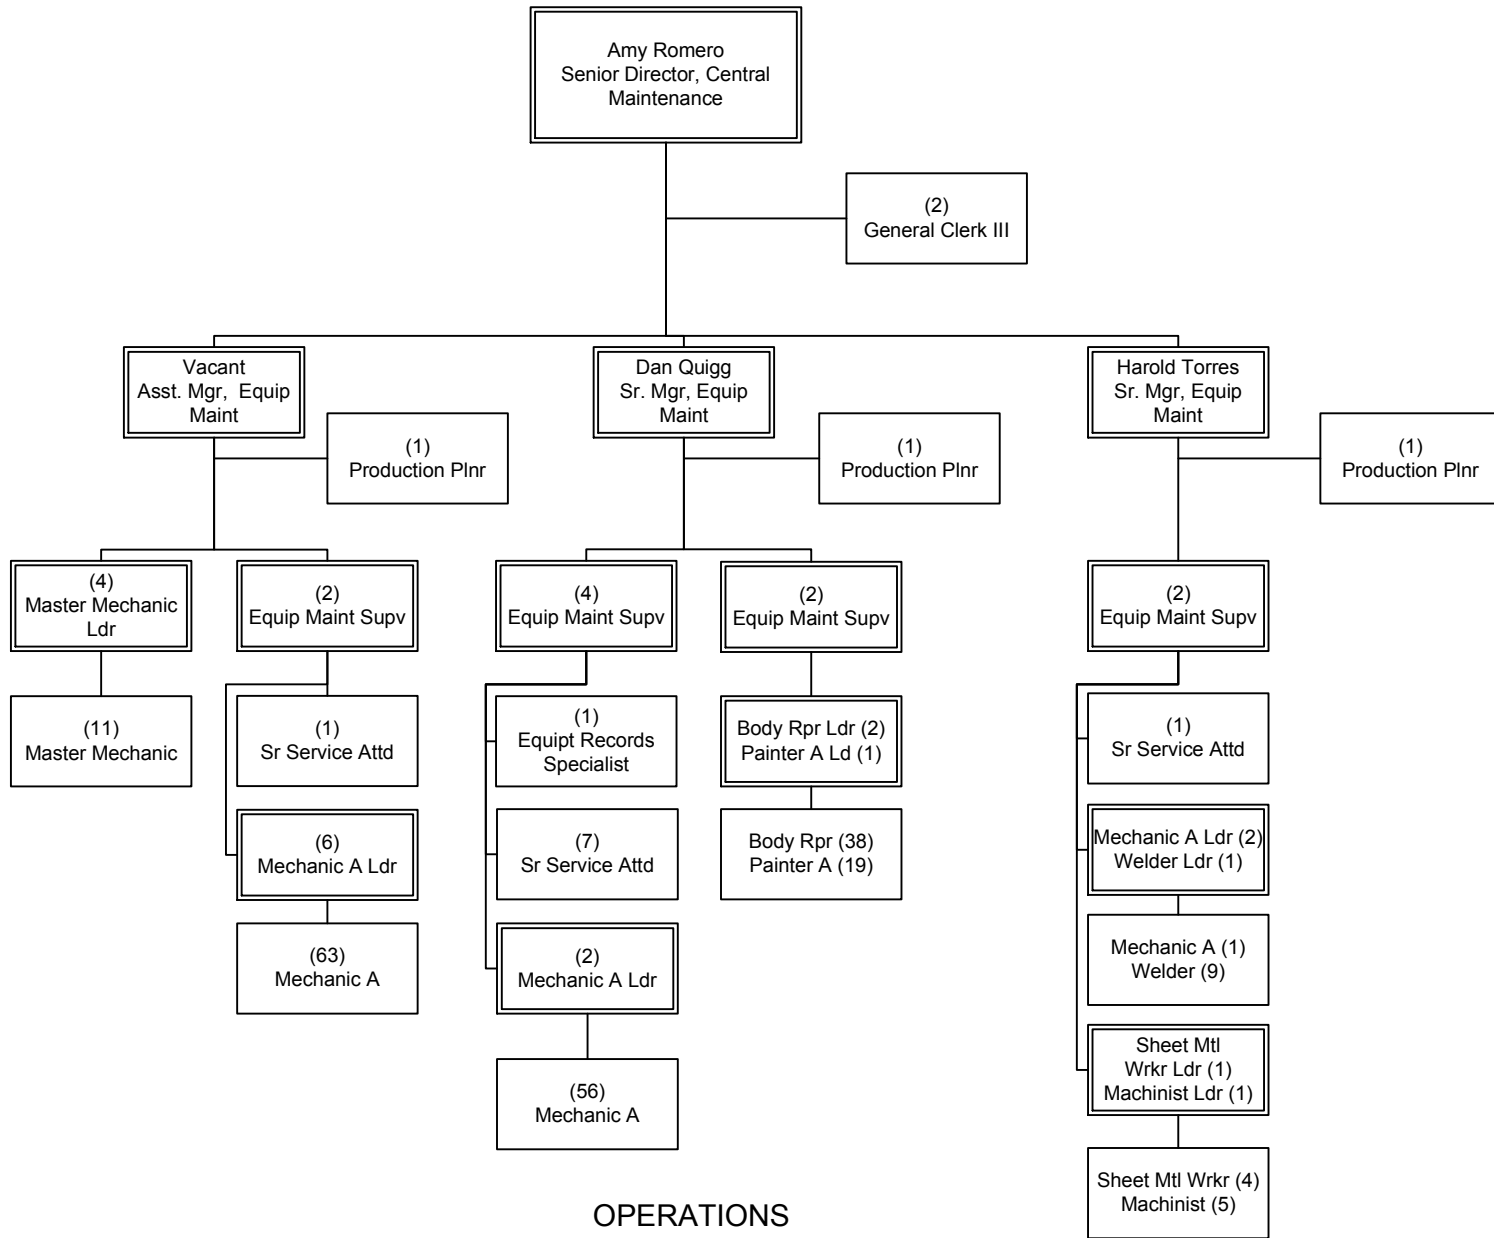 Amy Romero
Senior Director, Central
Maintenance
(2)
General Clerk III
Vacant
Asst. Mgr, Equip
Maint
Dan Quigg
Sr. Mgr, Equip
Maint
Harold Torres
Sr. Mgr, Equip
Maint
(1)
Production Plnr
(1)
Production Plnr
(1)
Production Plnr
(4)
Master Mechanic
Ldr
(2)
Equip Maint Supv
(4)
Equip Maint Supv
(2)
Equip Maint Supv
(2)
Equip Maint Supv
(11)
Master Mechanic
(1)
Sr Service Attd
(1)
Equipt Records
Specialist
Body Rpr Ldr (2)
Painter A Ld (1)
(1)
Sr Service Attd
(6)
Mechanic A Ldr
(7)
Sr Service Attd
Body Rpr (38)
Painter A (19)
Mechanic A Ldr (2)
Welder Ldr (1)
(63)
Mechanic A
(2)
Mechanic A Ldr
Mechanic A (1)
Welder (9)
Sheet Mtl
Wrkr Ldr (1)
Machinist Ldr (1)
(56)
Mechanic A
Sheet Mtl Wrkr (4)
Machinist (5)
OPERATIONS